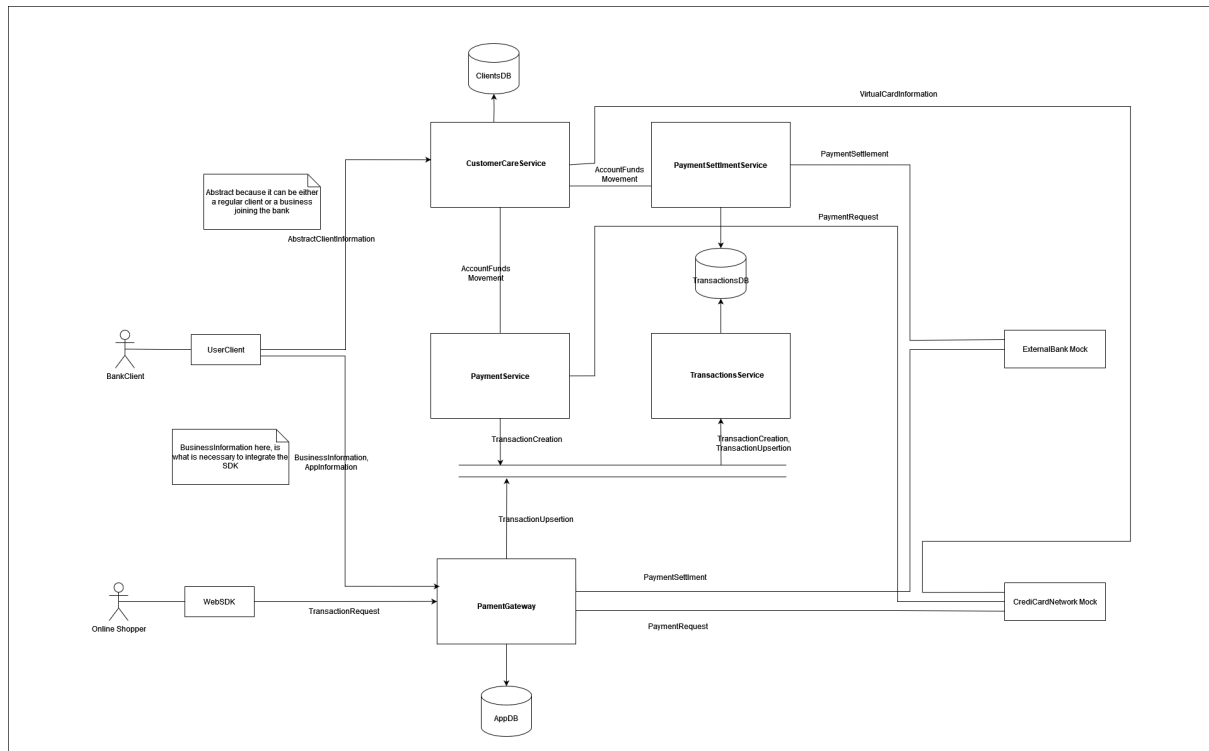 ClientsDB
VirtualCardInformation
CustomerCareService
PaymentSettlmentService
PaymentSettlement
AccountFunds
Movement
Abstract because it can be either
a regular client or a business
joining the bank
PaymentRequest
AbstractClientInformation
AccountFunds
Movement
TransactionsDB
UserClient
BankClient
PaymentService
TransactionsService
ExternalBank Mock
TransactionCreation
TransactionCreation,
TransactionUpsertion
BusinessInformation here, is
what is necessary to integrate the
SDK
BusinessInformation,
AppInformation
TransactionUpsertion
PaymentSettlment
WebSDK
Online Shopper
TransactionRequest
PamentGateway
CrediCardNetwork Mock
PaymentRequest
AppDB